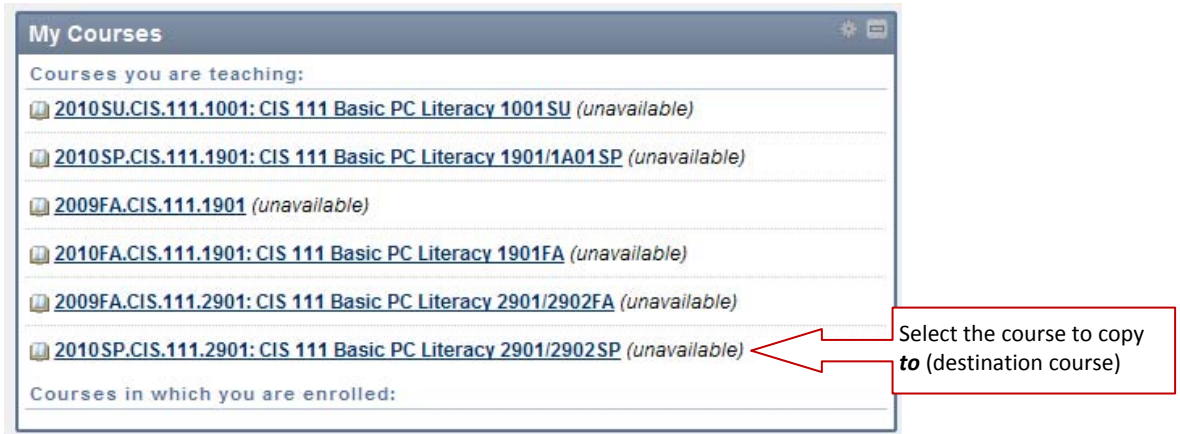 My Courses
Courses you are teaching:
2010SU.CIS.111.1001: CIS 111 Basic PC Literacy 1001SU (unavailable)
2010SP.CIS.111.1901: CIS 111 Basic PC Literacy 1901/1A01SP (unavailable)
2009FA.CIS.111.1901 (unavailable)
2010FA.CIS.111.1901: CIS 111 Basic PC Literacy 1901FA (unavailable)
2009FA.CIS.111.2901: CIS 111 Basic PC Literacy 2901/2902FA (unavailable)
2010SP.CIS.111.2901: CIS 111 Basic PC Literacy 2901/2902SP (unavailable)
Select the course to copy
to (destination course)
Courses in which you are enrolled: